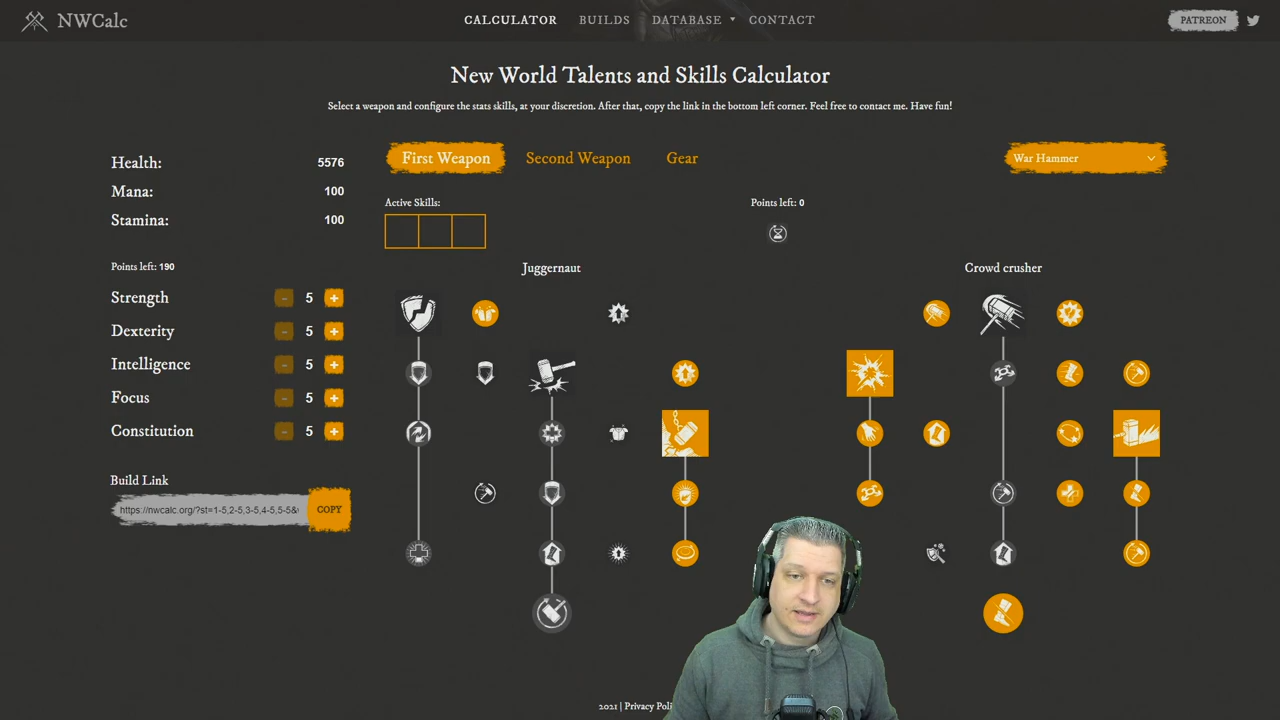 NWCalc
CALCULATOR
BUILDS
DATABASE
CONTACT
PATREON
New World Talents and Skills Calculator
Select a weapon and configure the stats skills, at your discretion. After that, copy the link in the bottom left corner. Feel free to contact me. Have fun!
Health: 5576
Mana: 100
Stamina: 100
Points left: 190
Strength - 5 +
Dexterity - 5 +
Intelligence - 5 +
Focus - 5 +
Constitution - 5 +
Build Link
https://nwcalc.org/?st=1-5,2-5,3-5,4-5,5-5&
COPY
First Weapon
Second Weapon
Gear
War Hammer
Active Skills:
Points left: 0
Juggernaut
Crowd crusher
2021 | Privacy